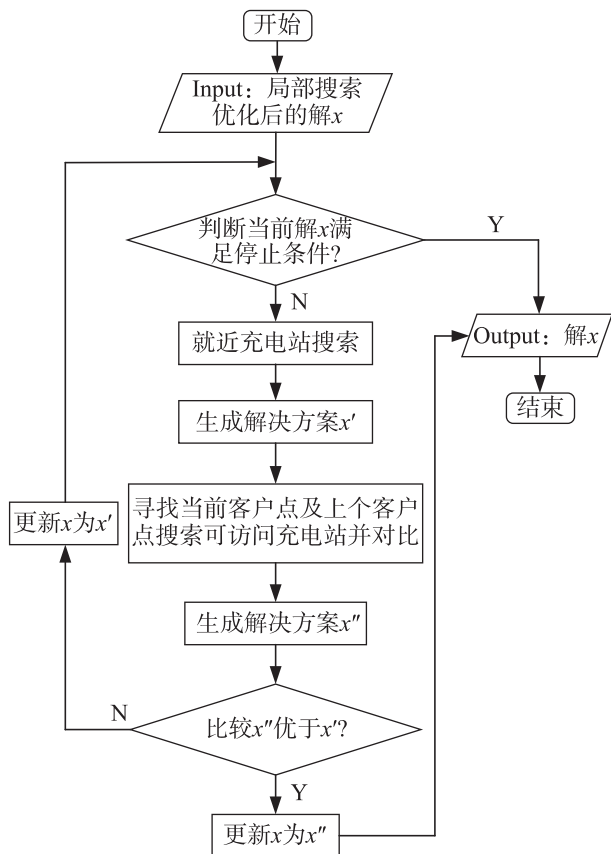 开始
Input：局部搜索
优化后的解x
判断当前解x满
足停止条件?
Y
N
就近充电站搜索
Output：解x
生成解决方案x′
结束
寻找当前客户点及上个客户
点搜索可访问充电站并对比
更新x为x′
生成解决方案x″
N
比较x″优于x′?
Y
更新x为x″